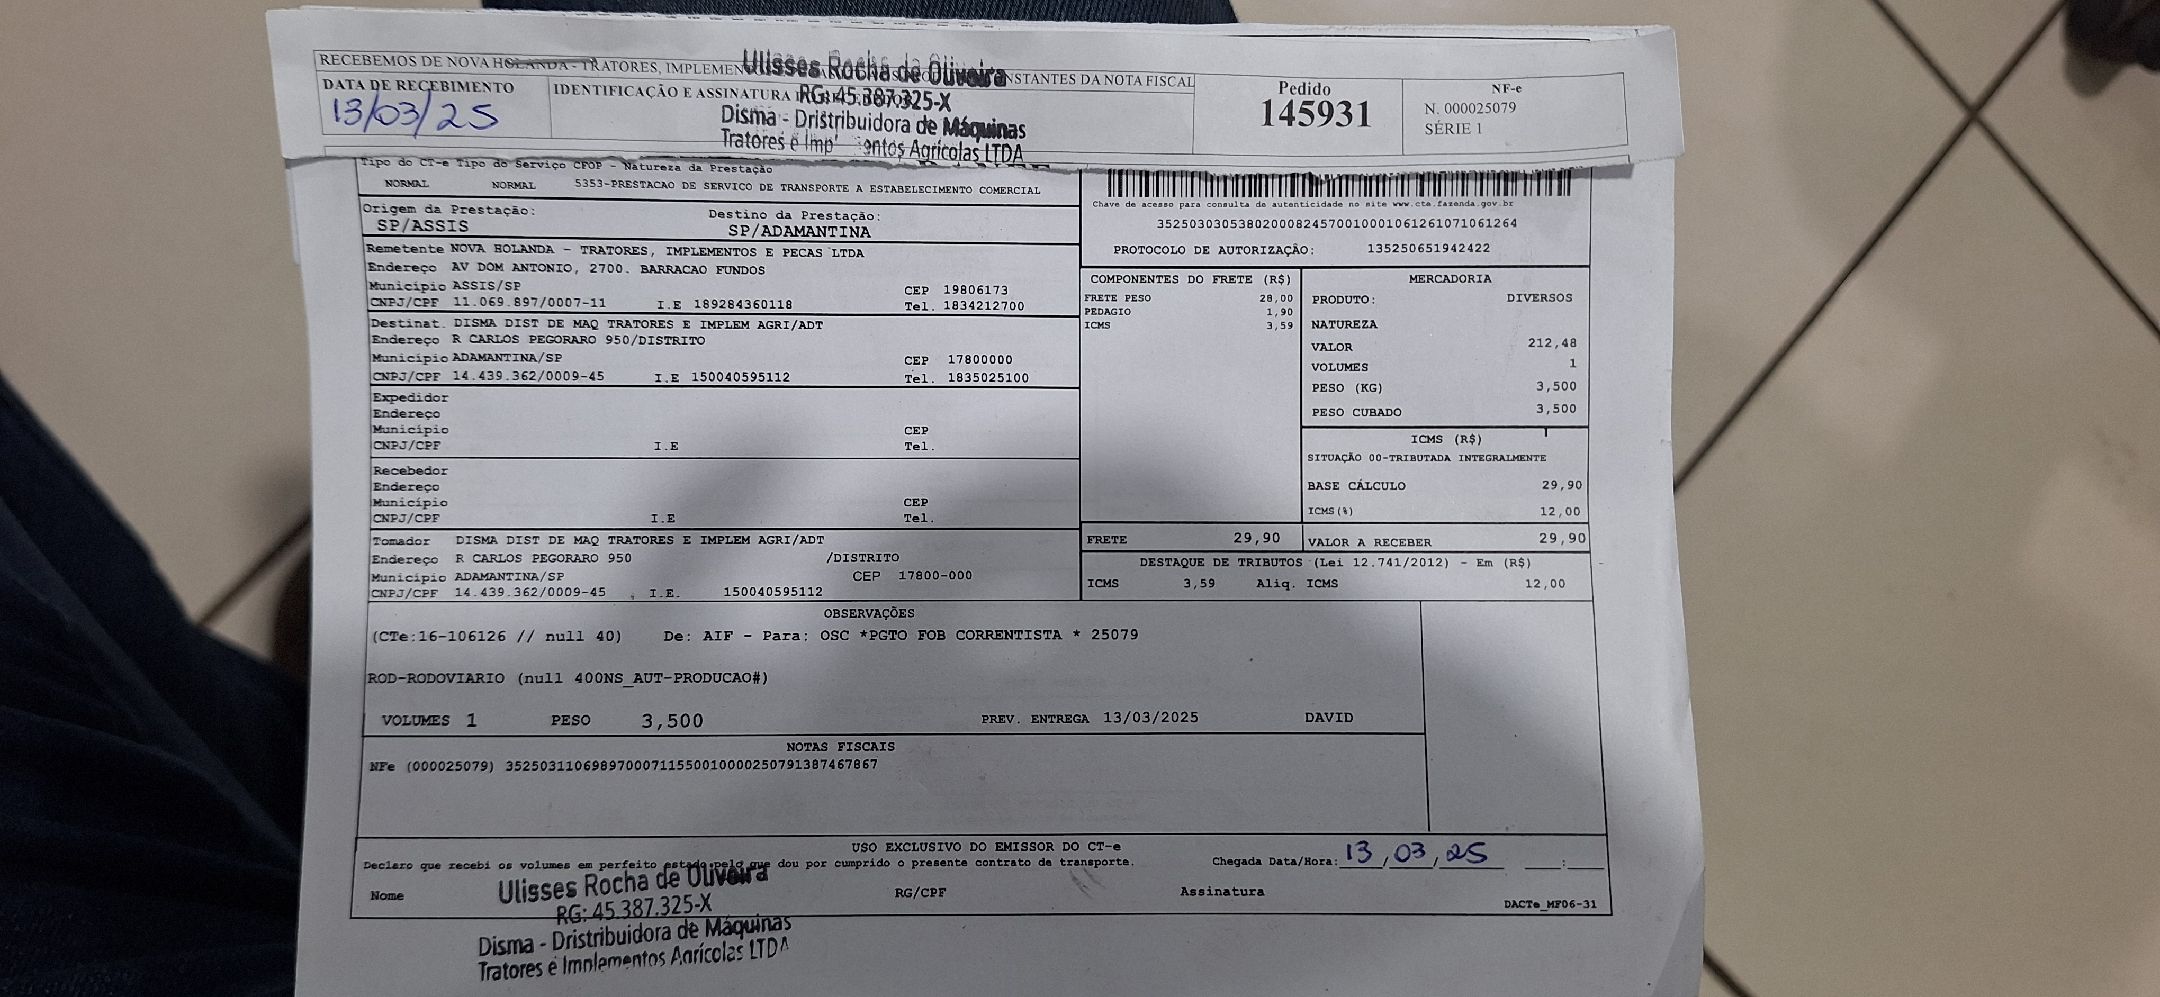 RECEBEMOS DE NOVA HOLANDA - TRATORES, IMPLEMEN NSTANTES DA NOTA FISCAL
DATA DE RECEBIMENTO
13/03/25
IDENTIFICAÇÃO E ASSINATURA
Ulisses Rocha de Oliveira
RG: 45.387.325-X
Disma - Dristribuidora de Máquinas
Tratores e Imp entos Agrícolas LTDA
Pedido
145931
NF-e
N. 000025079
SÉRIE 1
Tipo do CT-e Tipo do Serviço CFOP - Natureza da Prestação
NORMAL NORMAL 5353-PRESTACAO DE SERVICO DE TRANSPORTE A ESTABELECIMENTO COMERCIAL
Origem da Prestação: Destino da Prestação:
SP/ASSIS SP/ADAMANTINA
Chave de acesso para consulta de autenticidade no site www.cte.fazenda.gov.br
35250303053802000824570010001061261071061264
PROTOCOLO DE AUTORIZAÇÃO: 135250651942422
Remetente NOVA HOLANDA - TRATORES, IMPLEMENTOS E PECAS LTDA
Endereço AV DOM ANTONIO, 2700. BARRACAO FUNDOS
Município ASSIS/SP CEP 19806173
CNPJ/CPF 11.069.897/0007-11 I.E 189284360118 Tel. 1834212700
Destinat. DISMA DIST DE MAQ TRATORES E IMPLEM AGRI/ADT
Endereço R CARLOS PEGORARO 950/DISTRITO
Município ADAMANTINA/SP CEP 17800000
CNPJ/CPF 14.439.362/0009-45 I.E 150040595112 Tel. 1835025100
Expedidor
Endereço
Município CEP
CNPJ/CPF I.E Tel.
Recebedor
Endereço
Município CEP
CNPJ/CPF I.E Tel.
Tomador DISMA DIST DE MAQ TRATORES E IMPLEM AGRI/ADT
Endereço R CARLOS PEGORARO 950 /DISTRITO
Município ADAMANTINA/SP CEP 17800-000
CNPJ/CPF 14.439.362/0009-45 , I.E. 150040595112
COMPONENTES DO FRETE (R$)
FRETE PESO 28,00
PEDAGIO 1,90
ICMS 3,59
MERCADORIA
PRODUTO: DIVERSOS
NATUREZA
VALOR 212,48
VOLUMES 1
PESO (KG) 3,500
PESO CUBADO 3,500
ICMS (R$)
SITUAÇÃO 00-TRIBUTADA INTEGRALMENTE
BASE CÁLCULO 29,90
ICMS(%) 12,00
FRETE 29,90 VALOR A RECEBER 29,90
DESTAQUE DE TRIBUTOS (Lei 12.741/2012) - Em (R$)
ICMS 3,59 Aliq. ICMS 12,00
OBSERVAÇÕES
(CTe:16-106126 // null 40) De: AIF - Para: OSC *PGTO FOB CORRENTISTA * 25079
ROD-RODOVIARIO (null 400NS_AUT-PRODUCAO#)
VOLUMES 1 PESO 3,500 PREV. ENTREGA 13/03/2025 DAVID
NOTAS FISCAIS
NFe (000025079) 35250311069897000711550010000250791387467867
USO EXCLUSIVO DO EMISSOR DO CT-e
Declaro que recebi os volumes em perfeito estado pelo que dou por cumprido o presente contrato de transporte. Chegada Data/Hora: 13/03/25 :
Nome RG/CPF Assinatura
DACTe_MF06-31
Ulisses Rocha de Oliveira
RG: 45.387.325-X
Disma - Dristribuidora de Máquinas
Tratores e Implementos Agrícolas LTDA